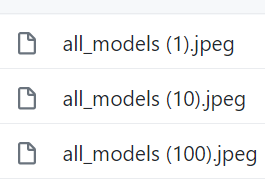 all_models (1).jpeg
all_models (10).jpeg
all_models (100).jpeg